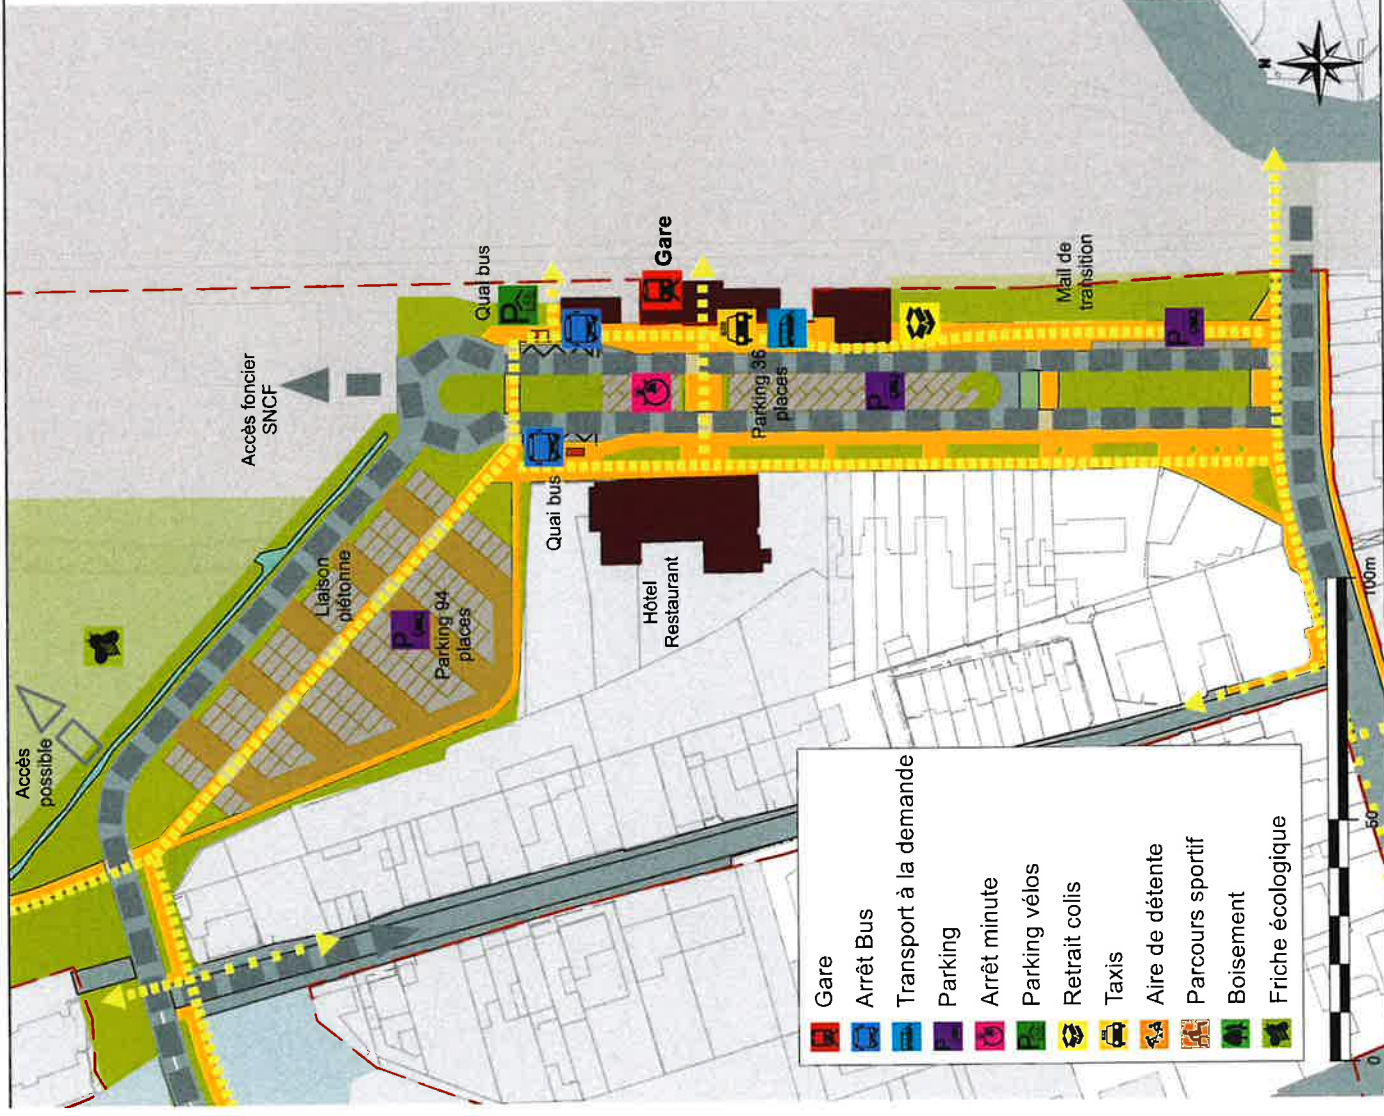 Accès foncier
SNCF
Quai bus
Gare
Mail de
transition
Accès
possible
Liaison
piétonne
Parking 94
places
Quai bus
Parking 36
places
Hôtel
Restaurant
N
Gare
Arrêt Bus
Transport à la demande
Parking
Arrêt minute
Parking vélos
Retrait colis
Taxis
Aire de détente
Parcours sportif
Boisement
Friche écologique
0
50
100m
P
P
P
P